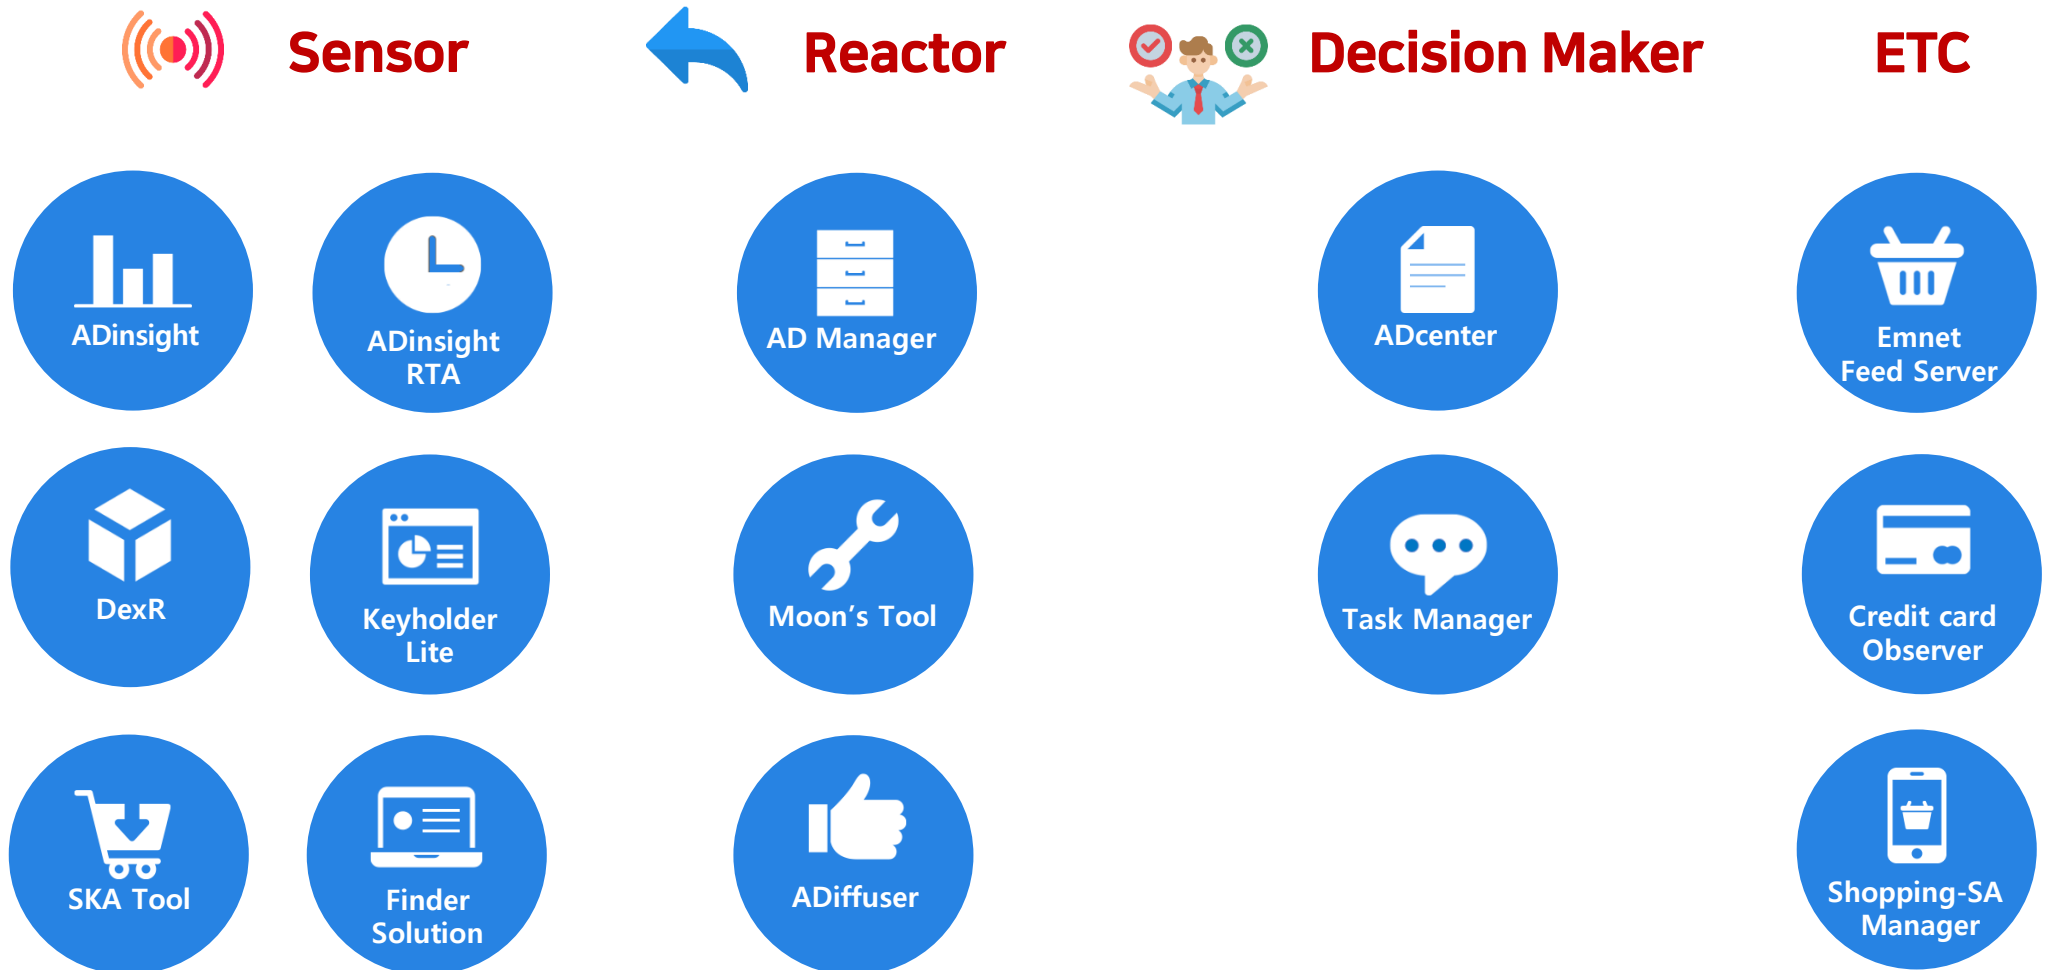 Sensor
Reactor
Decision Maker
ETC
ADinsight
ADinsight
RTA
AD Manager
ADcenter
Emnet
Feed Server
DexR
Keyholder
Lite
Moon's Tool
Task Manager
Credit card
Observer
SKA Tool
Finder
Solution
ADiffuser
Shopping-SA
Manager